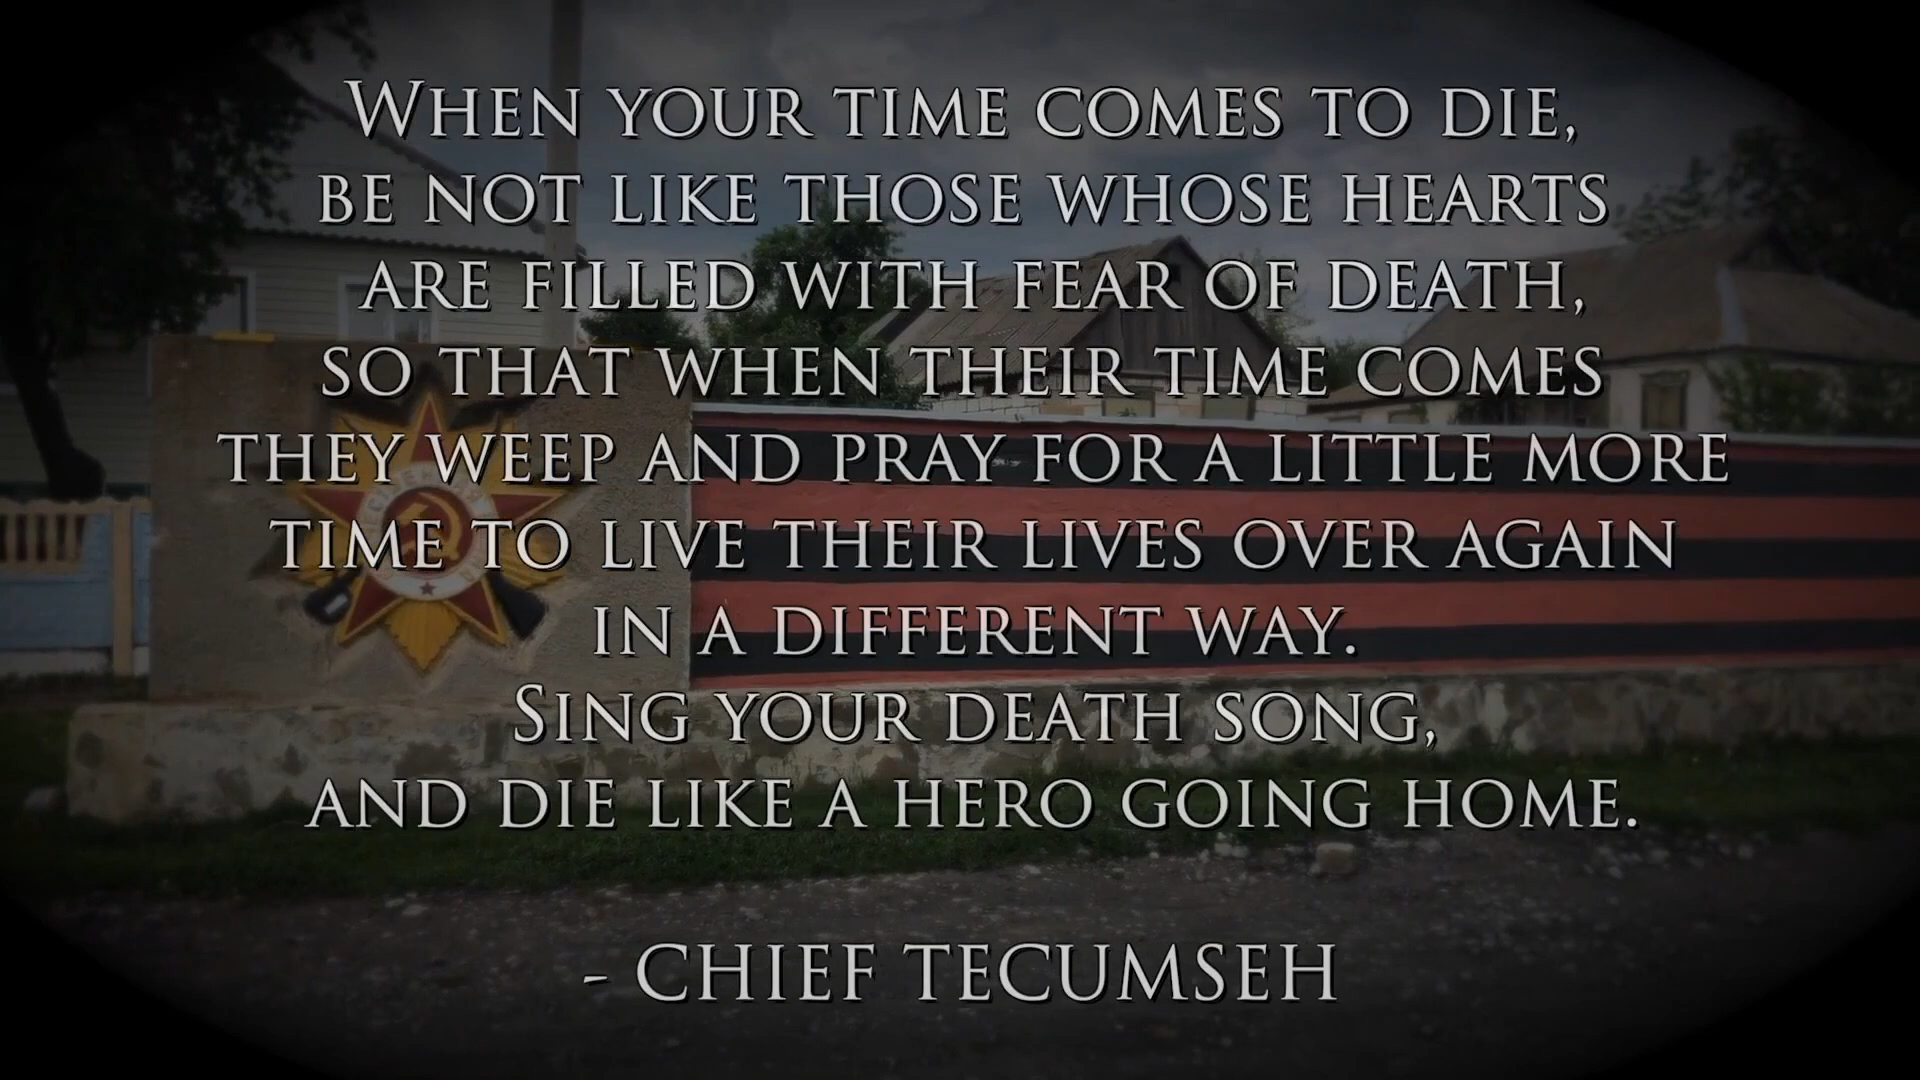 When your time comes to die,
be not like those whose hearts
are filled with fear of death,
so that when their time comes
they weep and pray for a little more
time to live their lives over again
in a different way.
Sing your death song,
and die like a hero going home.
- CHIEF TECUMSEH